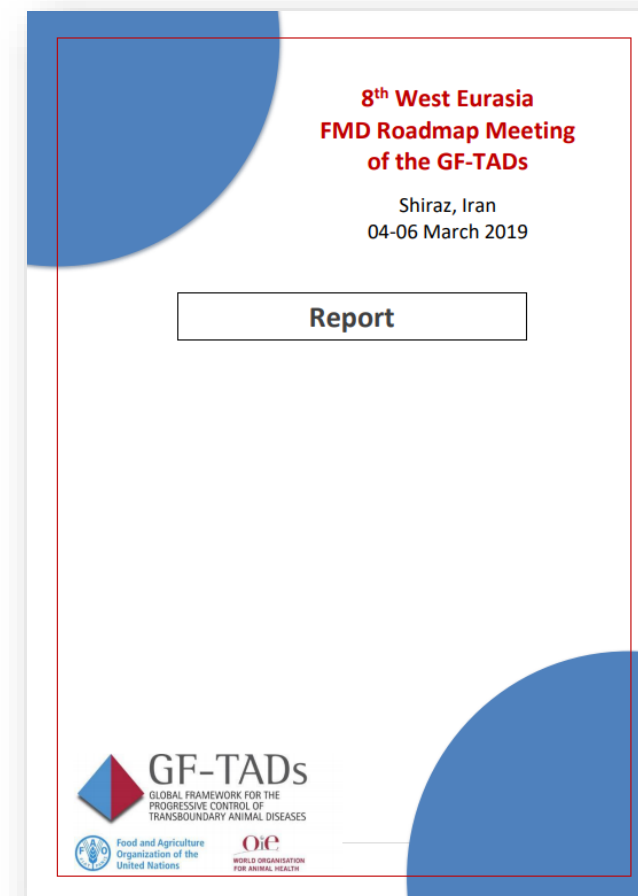 8th West Eurasia
FMD Roadmap Meeting
of the GF-TADs
Shiraz, Iran
04-06 March 2019
Report
GF-TADs
GLOBAL FRAMEWORK FOR THE
PROGRESSIVE CONTROL OF
TRANSBOUNDARY ANIMAL DISEASES
FAO
Food and Agriculture
Organization of the
United Nations
Oie
WORLD ORGANISATION
FOR ANIMAL HEALTH